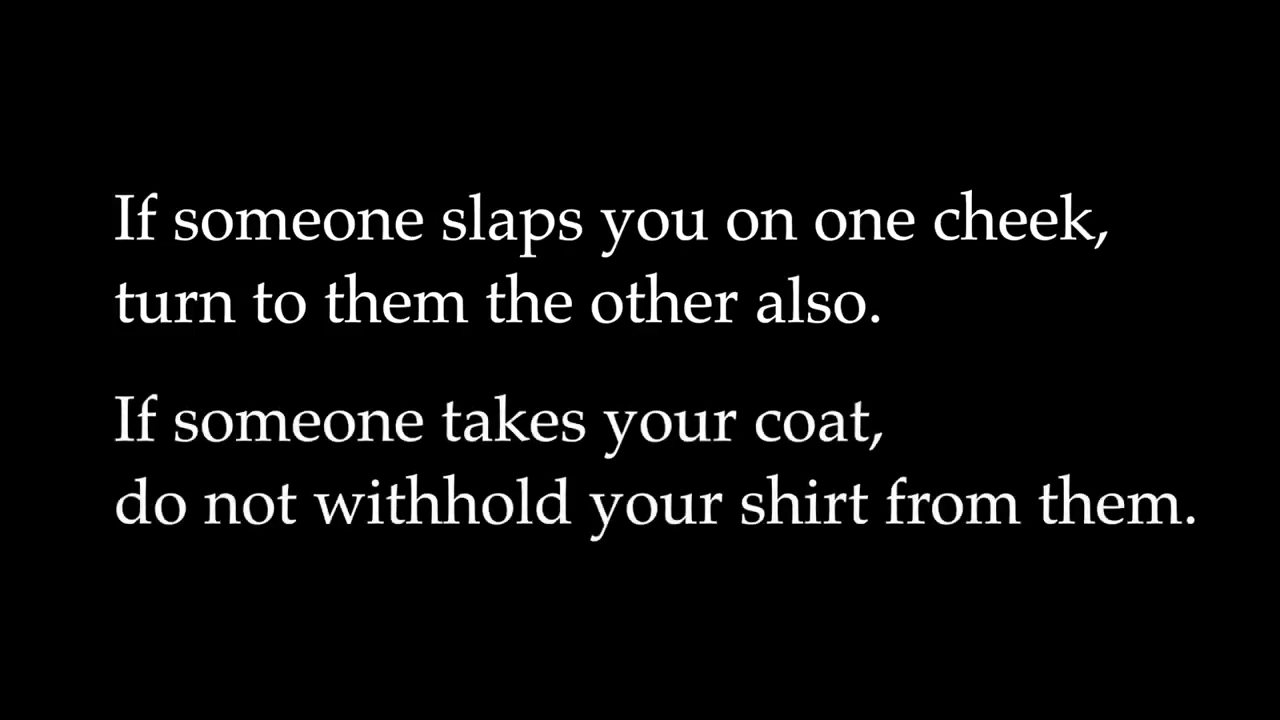 If someone slaps you on one cheek,
turn to them the other also.
If someone takes your coat,
do not withhold your shirt from them.